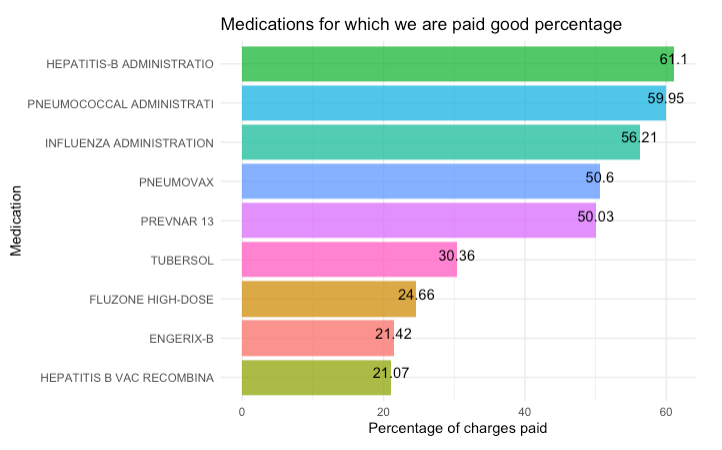 Medications for which we are paid good percentage
HEPATITIS-B ADMINISTRATIO 61.1
PNEUMOCOCCAL ADMINISTRATI 59.95
INFLUENZA ADMINISTRATION 56.21
PNEUMOVAX 50.6
PREVNAR 13 50.03
TUBERSOL 30.36
FLUZONE HIGH-DOSE 24.66
ENGERIX-B 21.42
HEPATITIS B VAC RECOMBINA 21.07
Medication
0 20 40 60
Percentage of charges paid